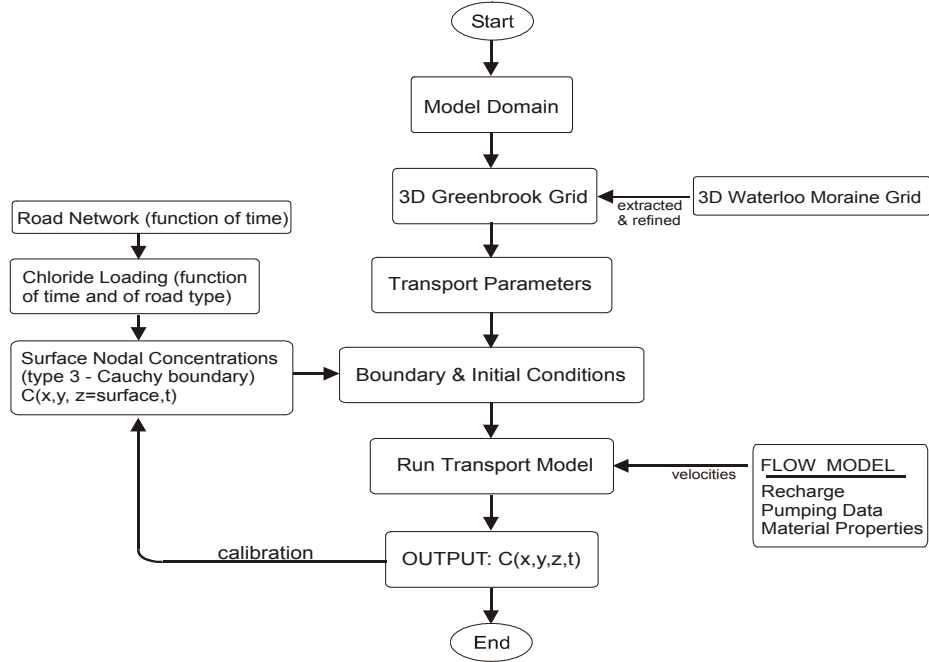 Start
Model Domain
3D Greenbrook Grid
extracted
& refined
3D Waterloo Moraine Grid
Road Network (function of time)
Chloride Loading (function
of time and of road type)
Transport Parameters
Surface Nodal Concentrations
(type 3 - Cauchy boundary)
C(x,y, z=surface,t)
Boundary & Initial Conditions
Run Transport Model
velocities
FLOW MODEL
Recharge
Pumping Data
Material Properties
calibration
OUTPUT: C(x,y,z,t)
End